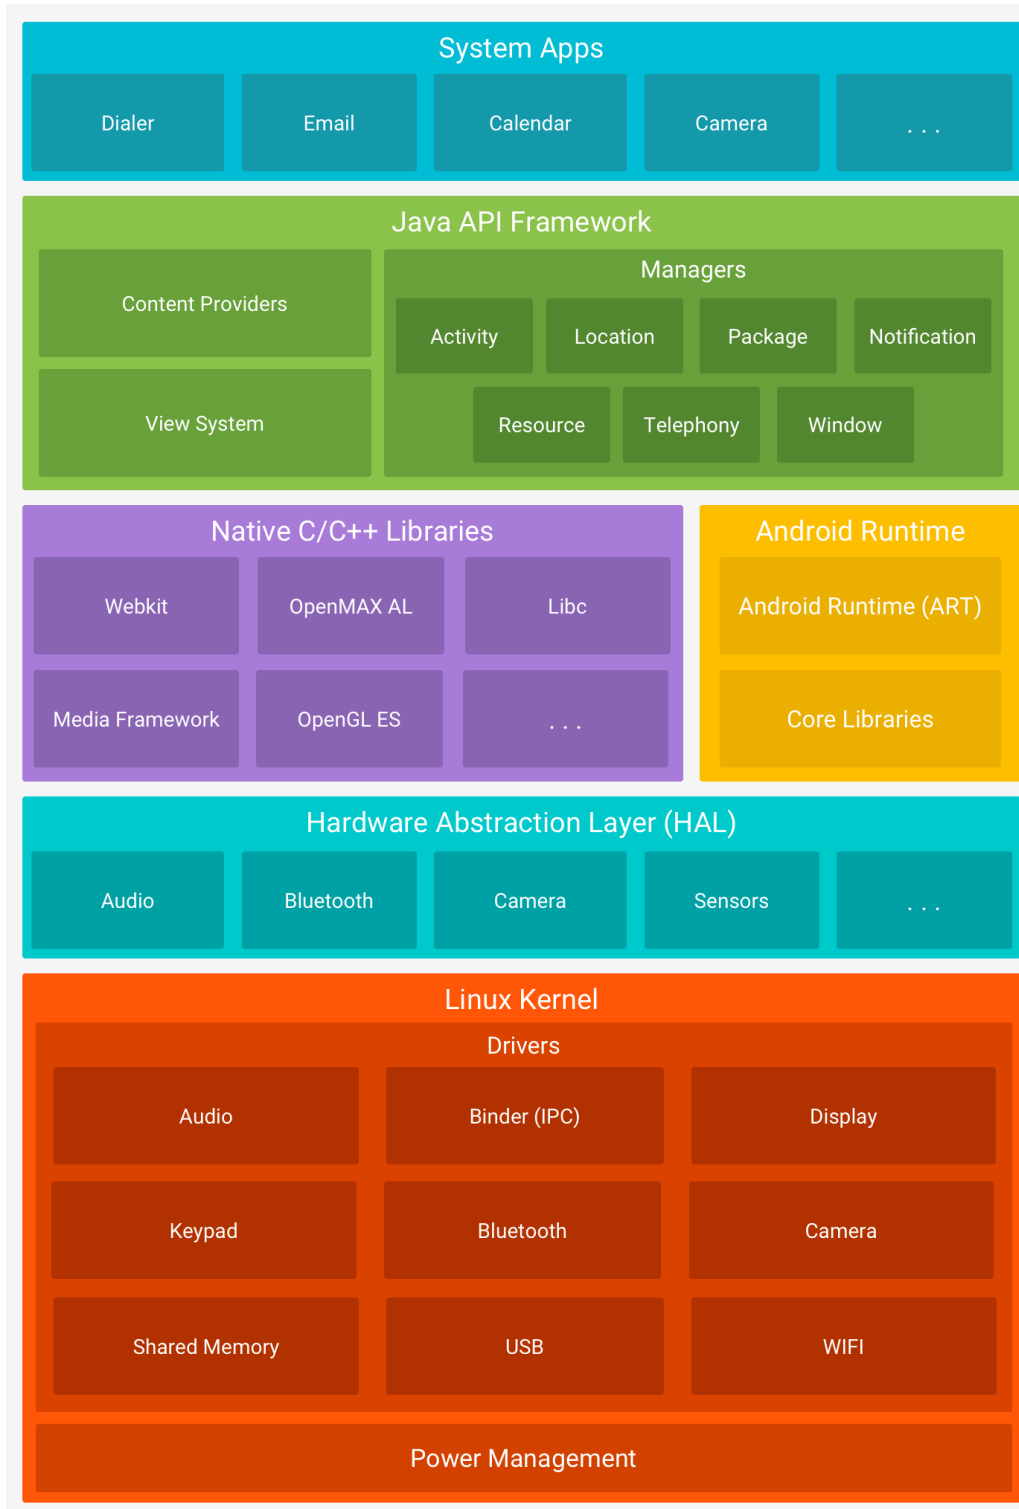 System Apps
Dialer
Email
Calendar
Camera
. . .
Java API Framework
Content Providers
View System
Managers
Activity
Location
Package
Notification
Resource
Telephony
Window
Native C/C++ Libraries
Webkit
OpenMAX AL
Libc
Media Framework
OpenGL ES
. . .
Android Runtime
Android Runtime (ART)
Core Libraries
Hardware Abstraction Layer (HAL)
Audio
Bluetooth
Camera
Sensors
. . .
Linux Kernel
Drivers
Audio
Binder (IPC)
Display
Keypad
Bluetooth
Camera
Shared Memory
USB
WIFI
Power Management